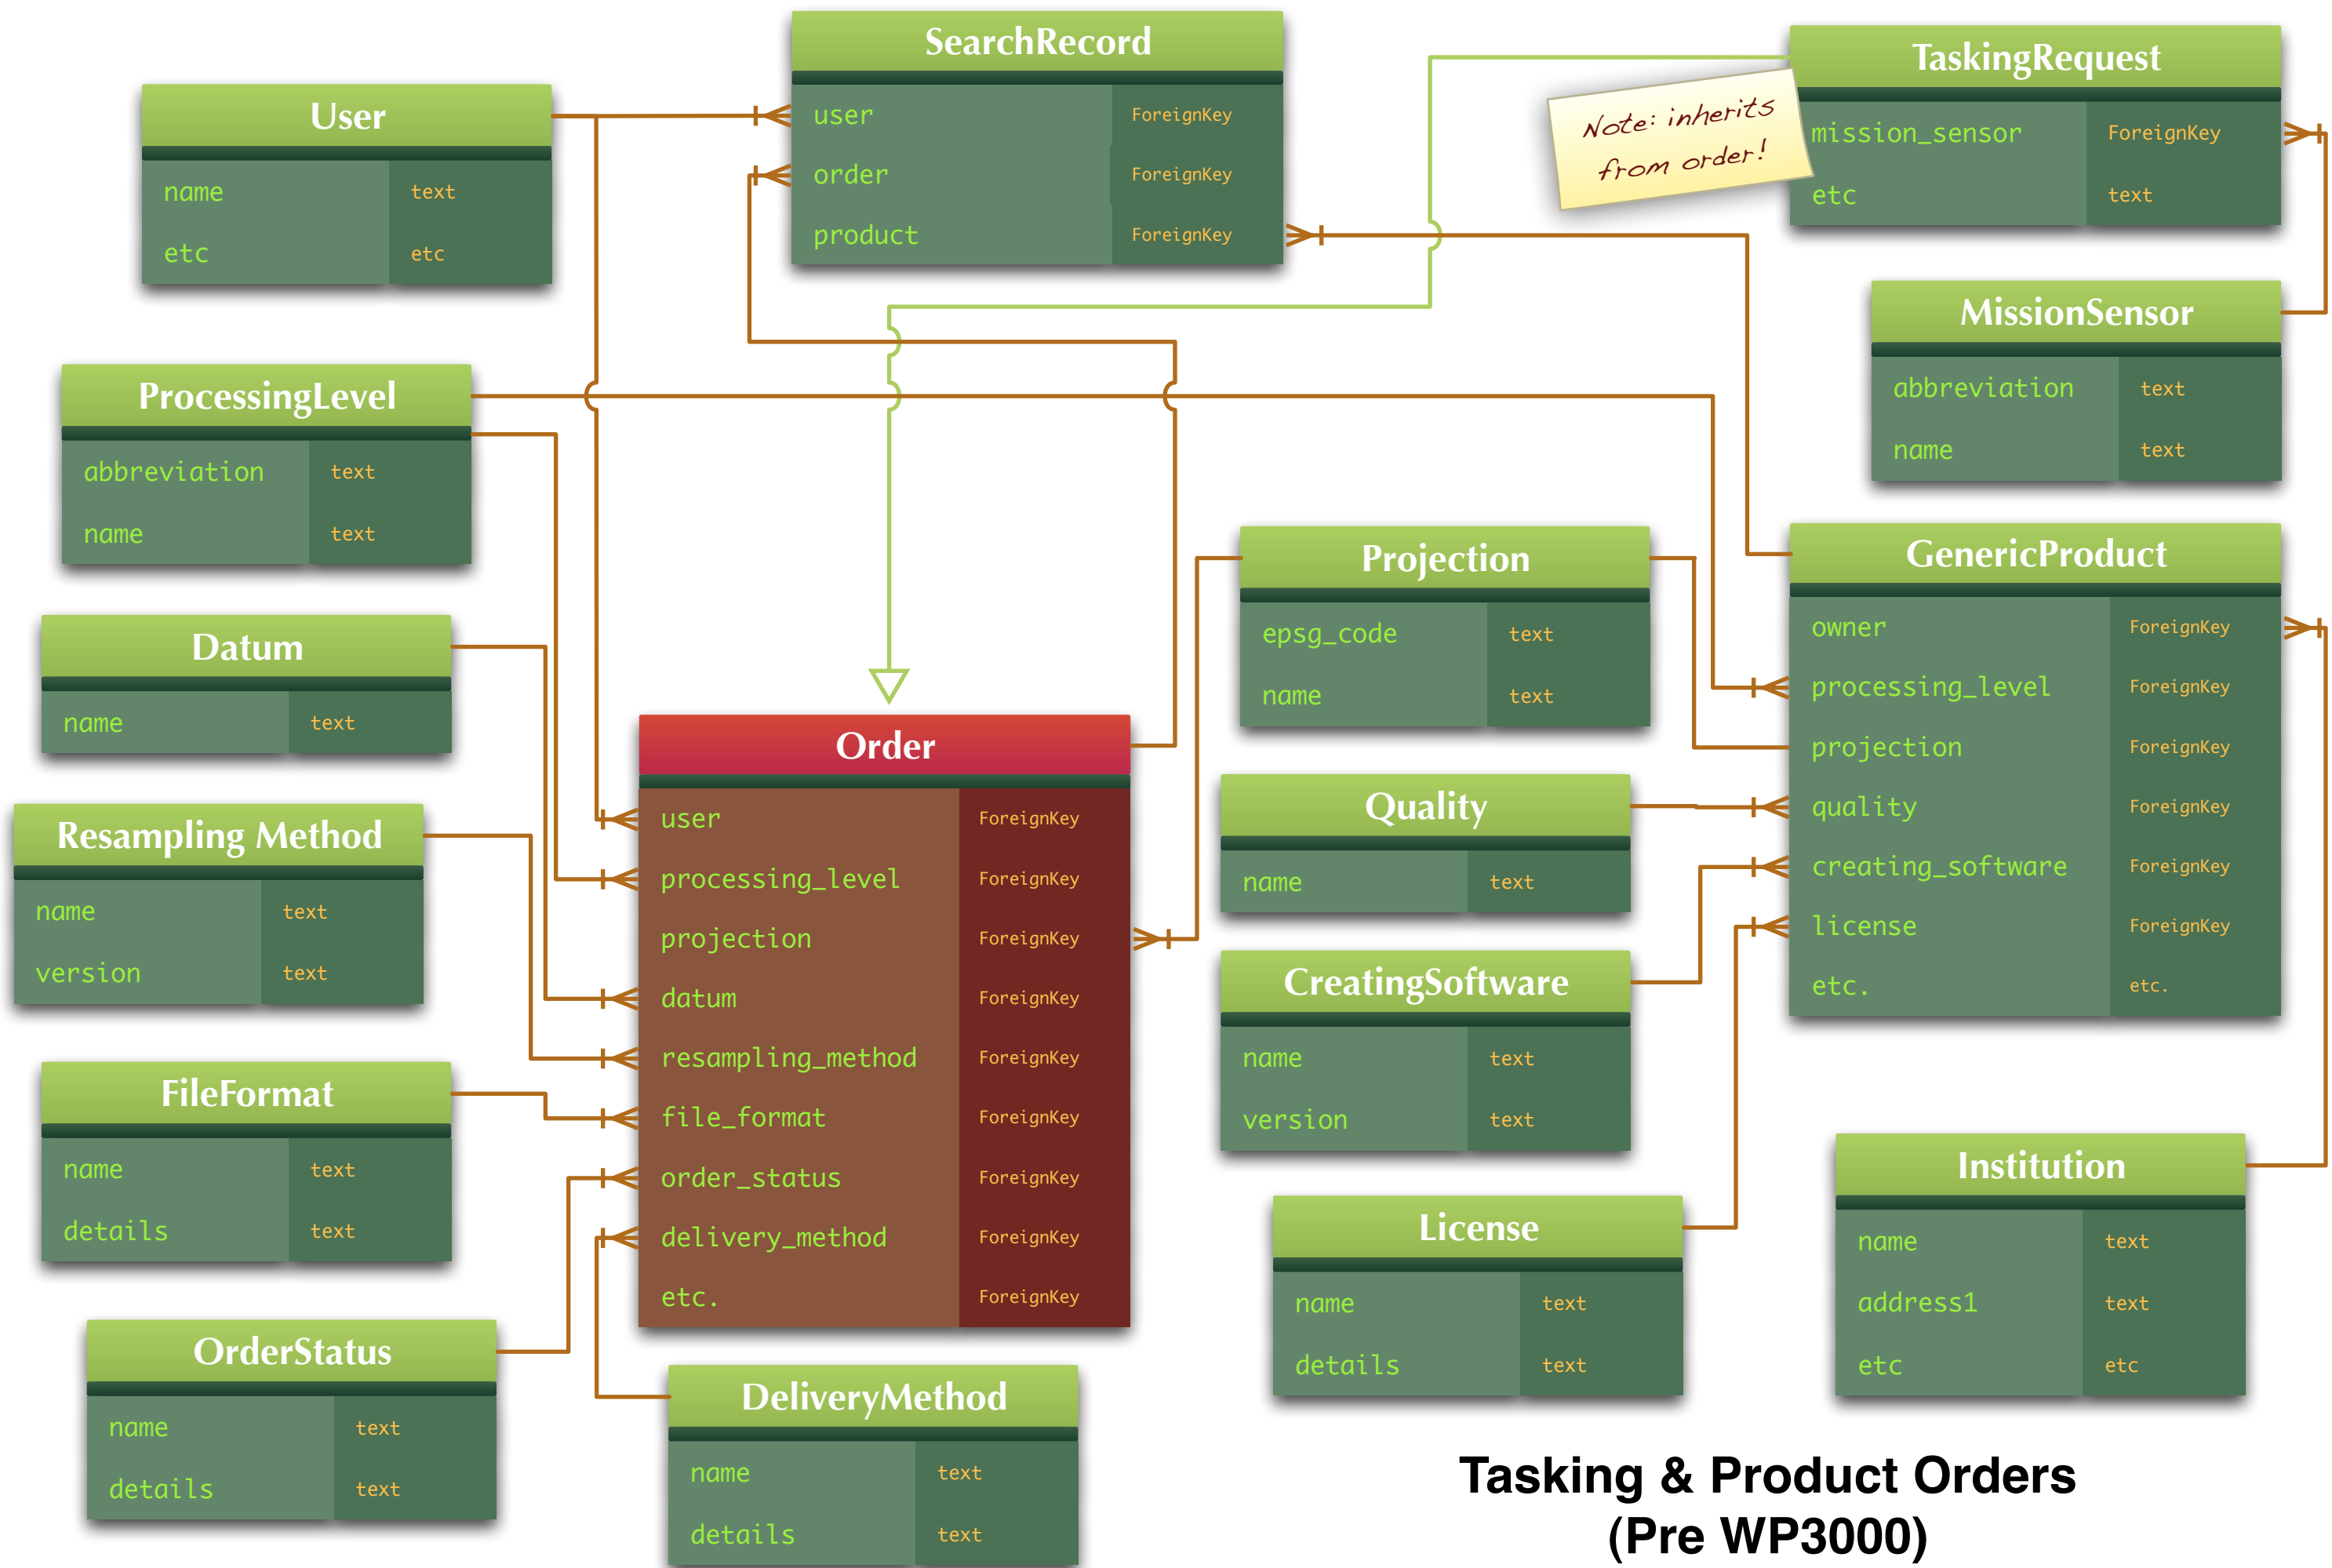 SearchRecord
user ForeignKey
order ForeignKey
product ForeignKey
TaskingRequest
mission_sensor ForeignKey
etc text
Note: inherits
from order!
User
name text
etc etc
MissionSensor
abbreviation text
name text
ProcessingLevel
abbreviation text
name text
Projection
epsg_code text
name text
GenericProduct
owner ForeignKey
processing_level ForeignKey
projection ForeignKey
quality ForeignKey
creating_software ForeignKey
license ForeignKey
etc. etc.
Datum
name text
Order
user ForeignKey
processing_level ForeignKey
projection ForeignKey
datum ForeignKey
resampling_method ForeignKey
file_format ForeignKey
order_status ForeignKey
delivery_method ForeignKey
etc. ForeignKey
Quality
name text
Resampling Method
name text
version text
CreatingSoftware
name text
version text
FileFormat
name text
details text
Institution
name text
address1 text
etc etc
License
name text
details text
OrderStatus
name text
details text
DeliveryMethod
name text
details text
Tasking & Product Orders
(Pre WP3000)